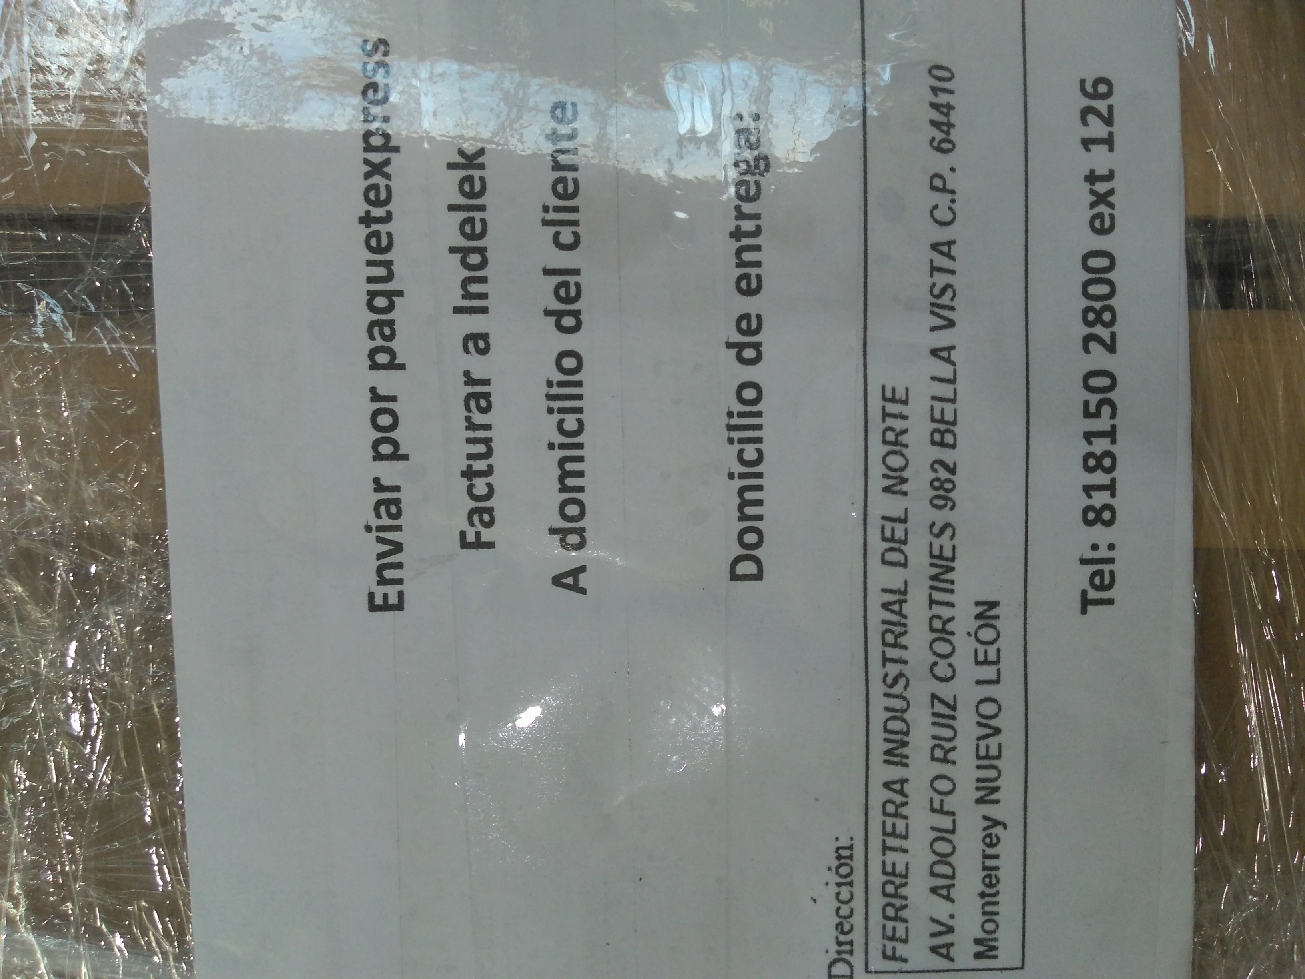 Enviar por paquetexpress
Facturar a Indelek
A domicilio del cliente
Domicilio de entrega:
Dirección:
FERRETERA INDUSTRIAL DEL NORTE
AV. ADOLFO RUIZ CORTINES 982 BELLA VISTA C.P. 64410
Monterrey NUEVO LEÓN
Tel: 818150 2800 ext 126